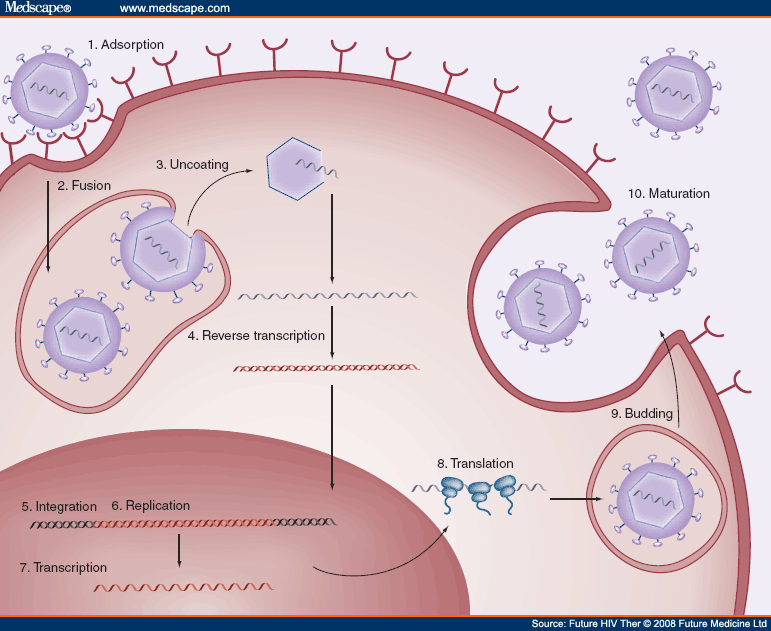 Medscape® www.medscape.com
1. Adsorption
2. Fusion
3. Uncoating
4. Reverse transcription
5. Integration 6. Replication
7. Transcription
8. Translation
9. Budding
10. Maturation
Source: Future HIV Ther © 2008 Future Medicine Ltd